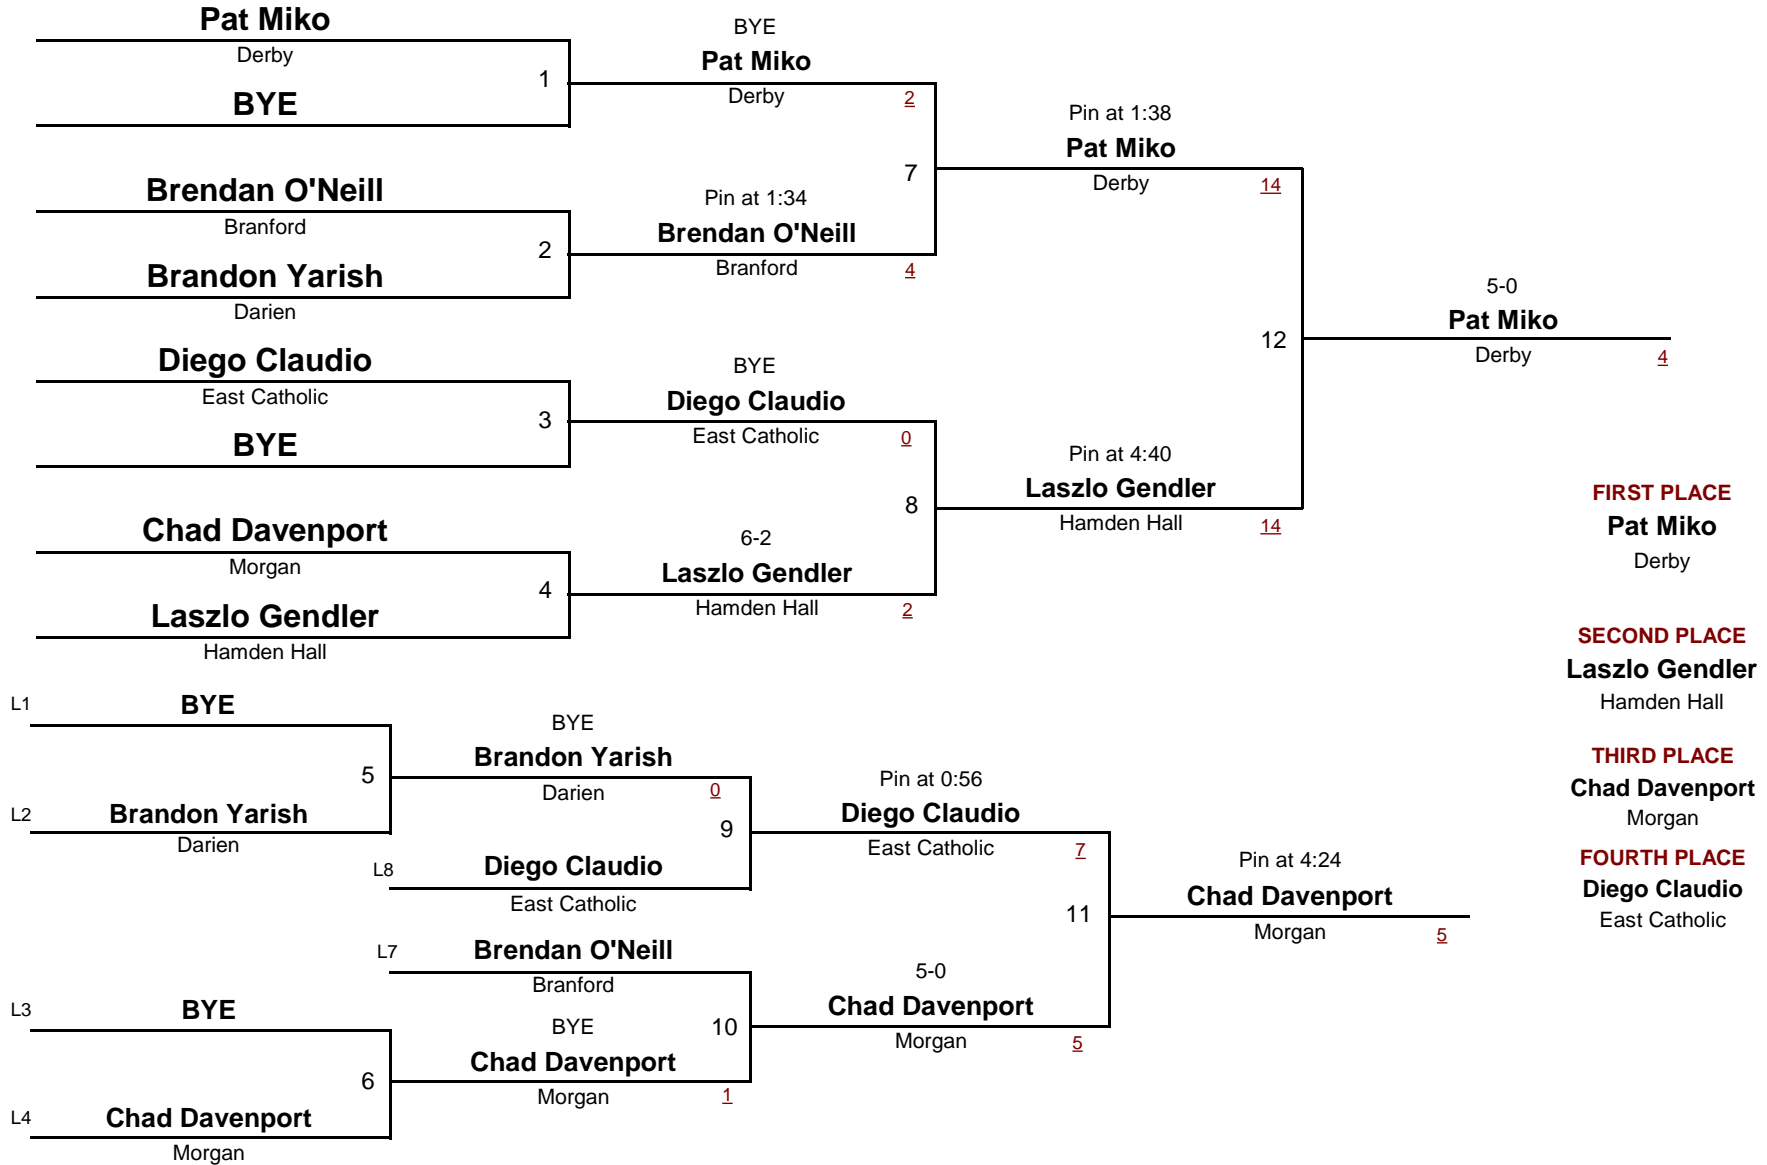 Pat Miko
Derby
1
BYE
Brendan O'Neill
Branford
2
Brandon Yarish
Darien
Diego Claudio
East Catholic
3
BYE
Chad Davenport
Morgan
4
Laszlo Gendler
Hamden Hall
BYE
Pat Miko
Derby
2
7
Pin at 1:34
Brendan O'Neill
Branford
4
BYE
Diego Claudio
East Catholic
0
8
6-2
Laszlo Gendler
Hamden Hall
2
Pin at 1:38
Pat Miko
Derby
14
12
Pin at 4:40
Laszlo Gendler
Hamden Hall
14
5-0
Pat Miko
Derby
4
FIRST PLACE
Pat Miko
Derby
SECOND PLACE
Laszlo Gendler
Hamden Hall
THIRD PLACE
Chad Davenport
Morgan
FOURTH PLACE
Diego Claudio
East Catholic
L1
BYE
5
L2
Brandon Yarish
Darien
L3
BYE
6
L4
Chad Davenport
Morgan
BYE
Brandon Yarish
Darien
0
9
L8
Diego Claudio
East Catholic
L7
Brendan O'Neill
Branford
10
BYE
Chad Davenport
Morgan
1
Pin at 0:56
Diego Claudio
East Catholic
7
11
5-0
Chad Davenport
Morgan
5
Pin at 4:24
Chad Davenport
Morgan
5